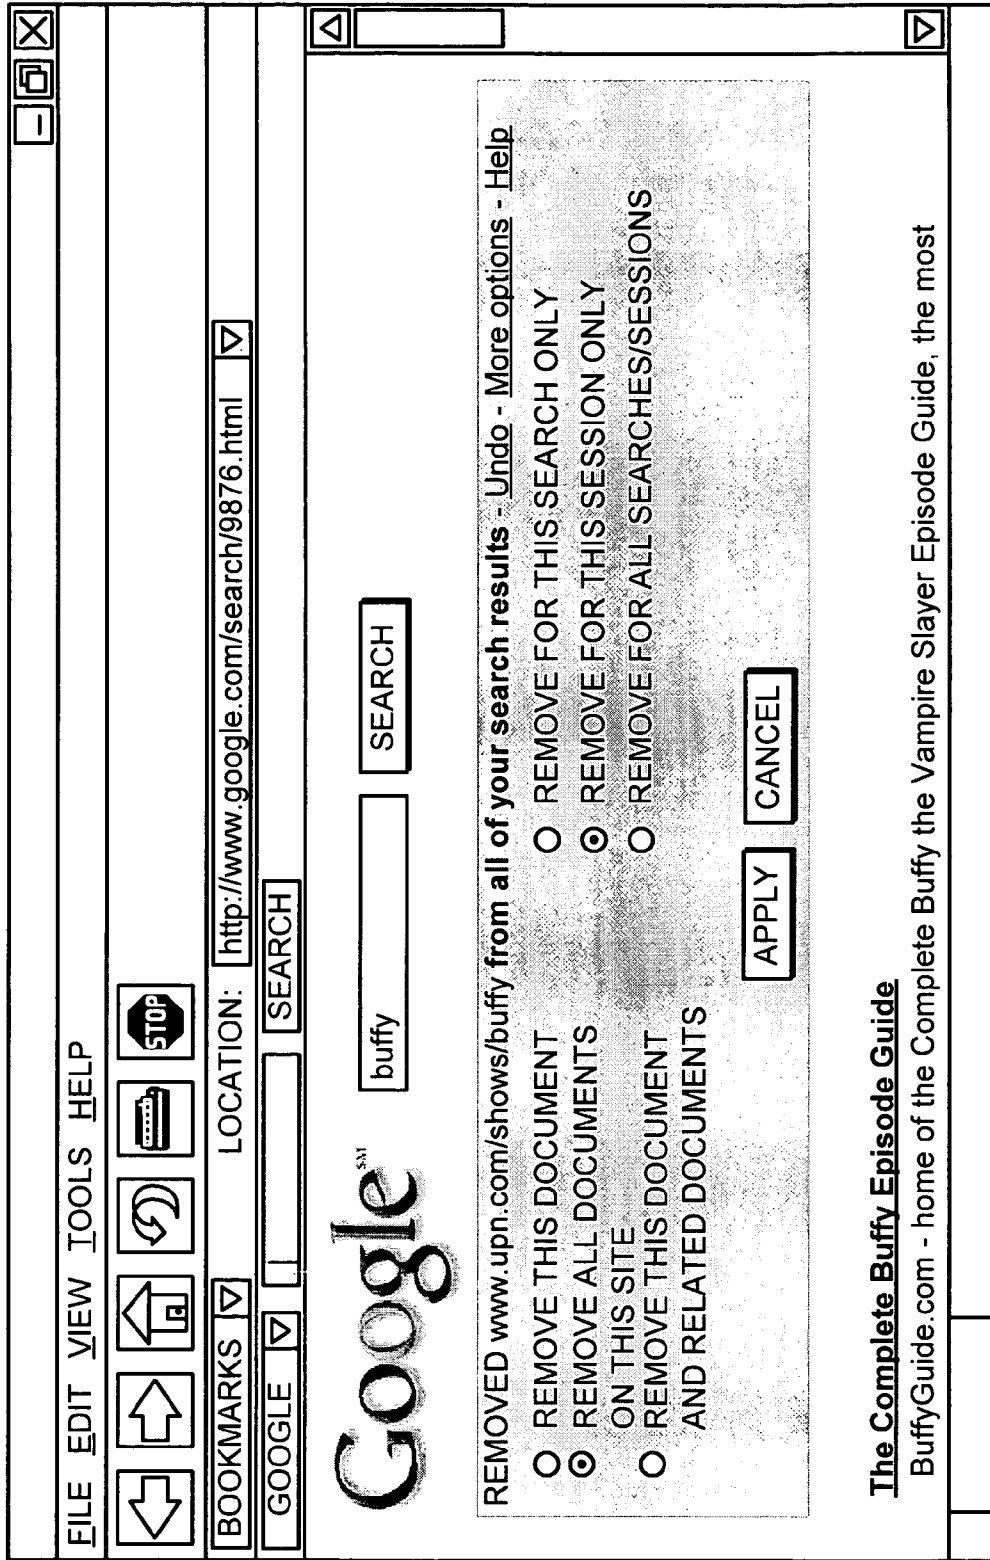 FILE EDIT VIEW TOOLS HELP
STOP
BOOKMARKS LOCATION: http://www.google.com/search/9876.html
GOOGLE SEARCH
Google SM buffy SEARCH
REMOVED www.upn.com/shows/buffy from all of your search results - Undo - More options - Help
REMOVE THIS DOCUMENT
REMOVE ALL DOCUMENTS
ON THIS SITE
REMOVE THIS DOCUMENT
AND RELATED DOCUMENTS
REMOVE FOR THIS SEARCH ONLY
REMOVE FOR THIS SESSION ONLY
REMOVE FOR ALL SEARCHES/SESSIONS
APPLY CANCEL
The Complete Buffy Episode Guide
BuffyGuide.com - home of the Complete Buffy the Vampire Slayer Episode Guide, the most